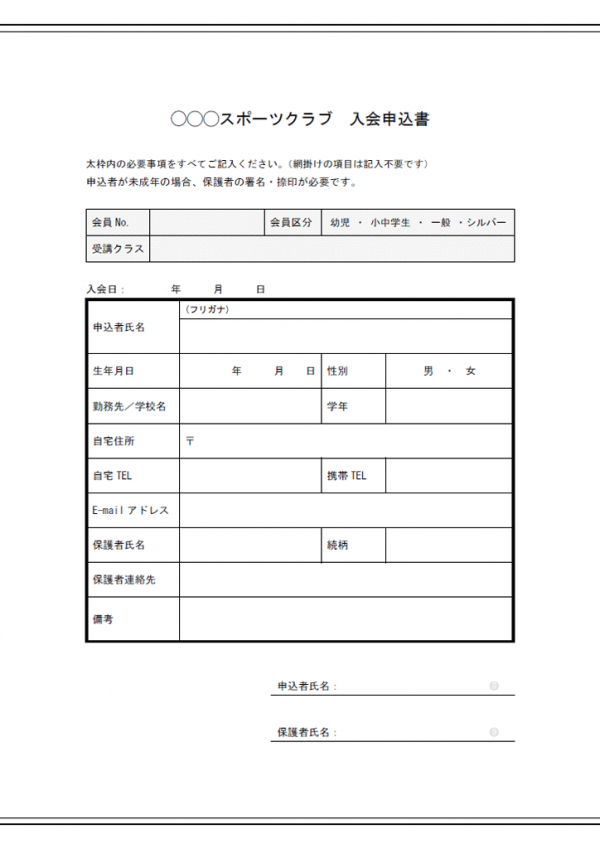 〇〇〇スポーツクラブ　入会申込書
太枠内の必要事項をすべてご記入ください。（網掛けの項目は記入不要です）
申込者が未成年の場合、保護者の署名・捺印が必要です。
会員 No.　会員区分　幼児 ・ 小中学生 ・ 一般 ・シルバー
受講クラス
入会日：　年　月　日
（フリガナ）
申込者氏名
生年月日　年　月　日　性別　男 ・ 女
勤務先／学校名　学年
自宅住所　〒
自宅 TEL　携帯 TEL
E-mail アドレス
保護者氏名　続柄
保護者連絡先
備考
申込者氏名：
保護者氏名：